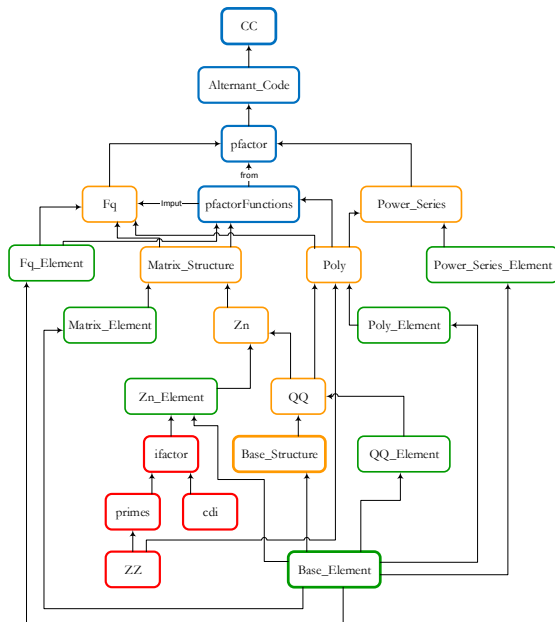 CC
Alternant_Code
pfactor
from
Fq
Imput
pfactorFunctions
Power_Series
Fq_Element
Matrix_Structure
Poly
Power_Series_Element
Matrix_Element
Zn
Poly_Element
Zn_Element
QQ
ifactor
Base_Structure
QQ_Element
primes
cdi
ZZ
Base_Element